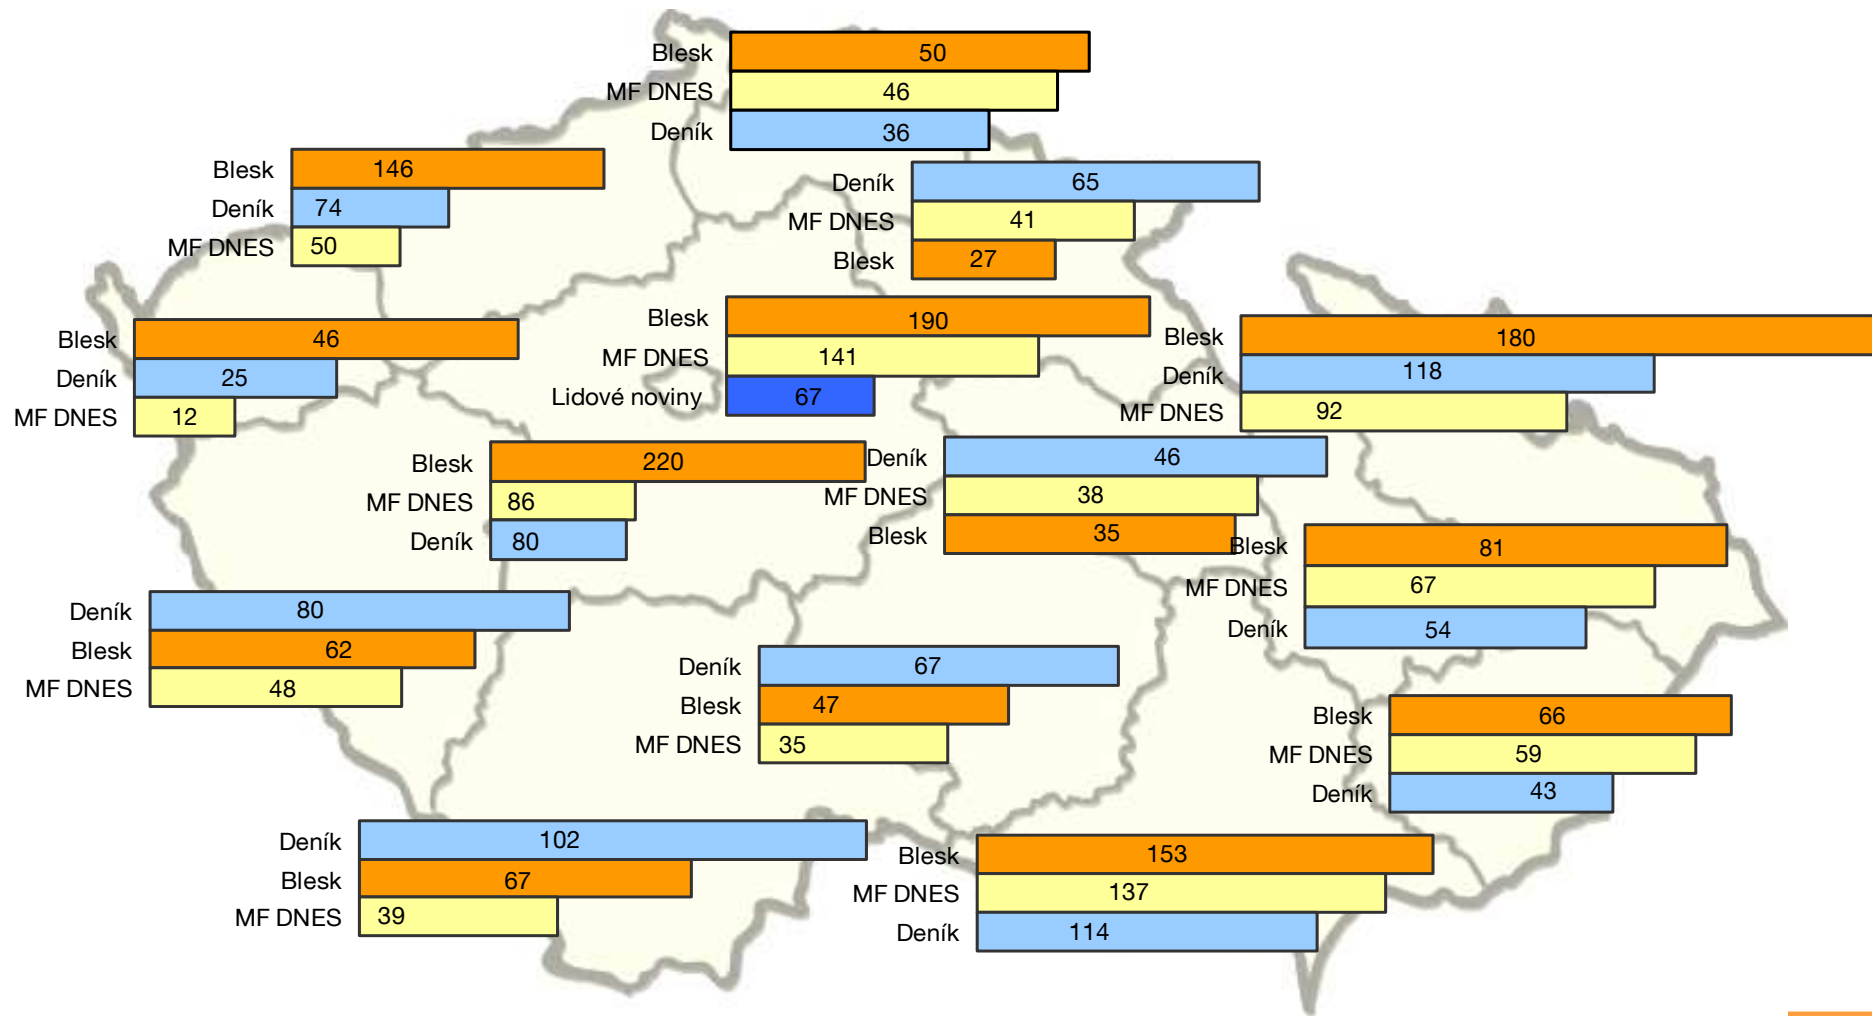 Blesk 50
MF DNES 46
Deník 36
Blesk 146
Deník 74
MF DNES 50
Deník 65
MF DNES 41
Blesk 27
Blesk 46
Deník 25
MF DNES 12
Blesk 190
MF DNES 141
Lidové noviny 67
Blesk 180
Deník 118
MF DNES 92
Blesk 220
MF DNES 86
Deník 80
Deník 46
MF DNES 38
Blesk 35
Blesk 81
MF DNES 67
Deník 54
Deník 80
Blesk 62
MF DNES 48
Deník 67
Blesk 47
MF DNES 35
Blesk 66
MF DNES 59
Deník 43
Deník 102
Blesk 67
MF DNES 39
Blesk 153
MF DNES 137
Deník 114